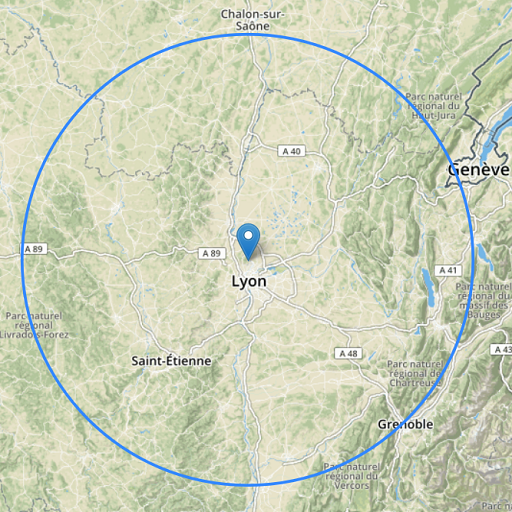 Chalon-sur-
Saône
Parc naturel
régional du
Haut-Jura
A 40
Genève
A 89
A 89
Lyon
A 41
Parc naturel
régional du
massif des
Bauges
Parc naturel
régional
Livradois-Forez
Saint-Étienne
A 48
A 43
Parc naturel
régional de
Chartreuse
Grenoble
Parc naturel
régional du
Vercors